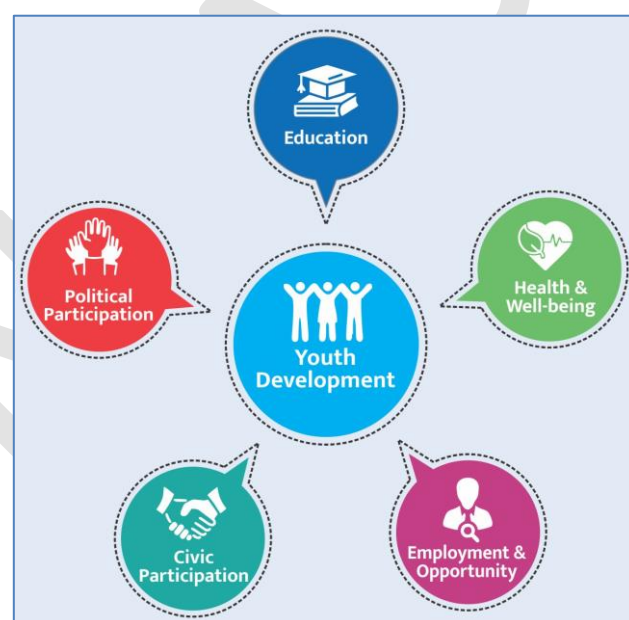 Education
Health &
Well-being
Political
Participation
Youth
Development
Civic
Participation
Employment &
Opportunity